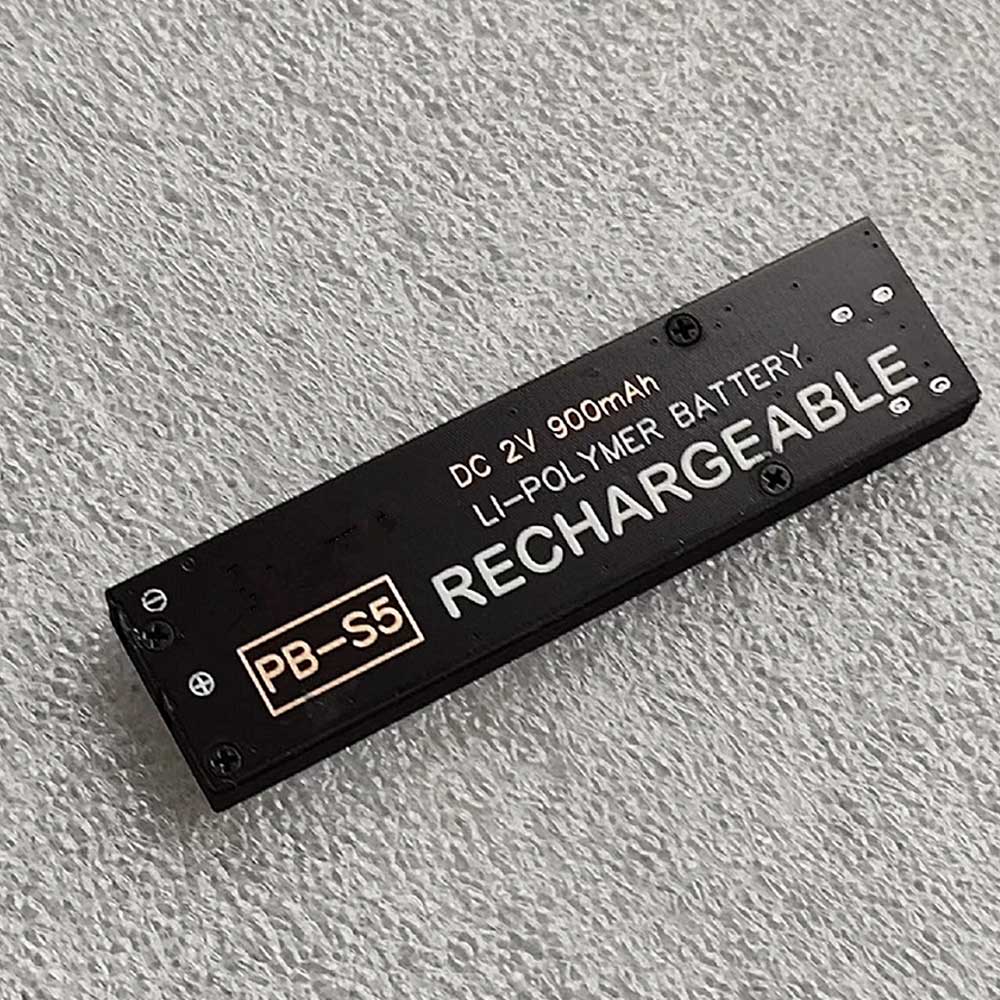 DC 2V 900mAh
LI-POLYMER BATTERY
RECHARGEABLE
PB-S5